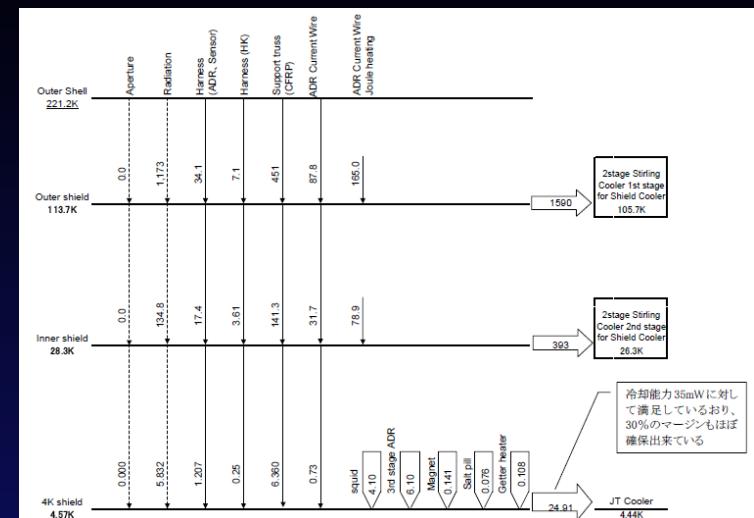 Aperture
Radiation
Harness
(ADR, Sensor)
Harness (HK)
Support truss
(CFRP)
ADR Current Wire
ADR Current Wire
Joule heating
Outer Shell
221.2K
0.0
1,173
34.1
7.1
451
87.8
165.0
Outer shield
113.7K
1590
2stage Stirling
Cooler 1st stage
for Shield Cooler
105.7K
0.0
134.8
17.4
3.61
141.3
31.7
78.9
Inner shield
28.3K
393
2stage Stirling
Cooler 2nd stage
for Shield Cooler
26.3K
冷却能力35mWに対し
て満足しているおり、
30%のマージンもほぼ
確保出来ている
0.000
5.832
1.207
0.25
6.360
0.73
squid
4.10
3rd stage ADR
6.10
Magnet
0.141
Salt pill
0.076
Getter heater
0.108
4K shield
4.57K
24.91
JT Cooler
4.44K